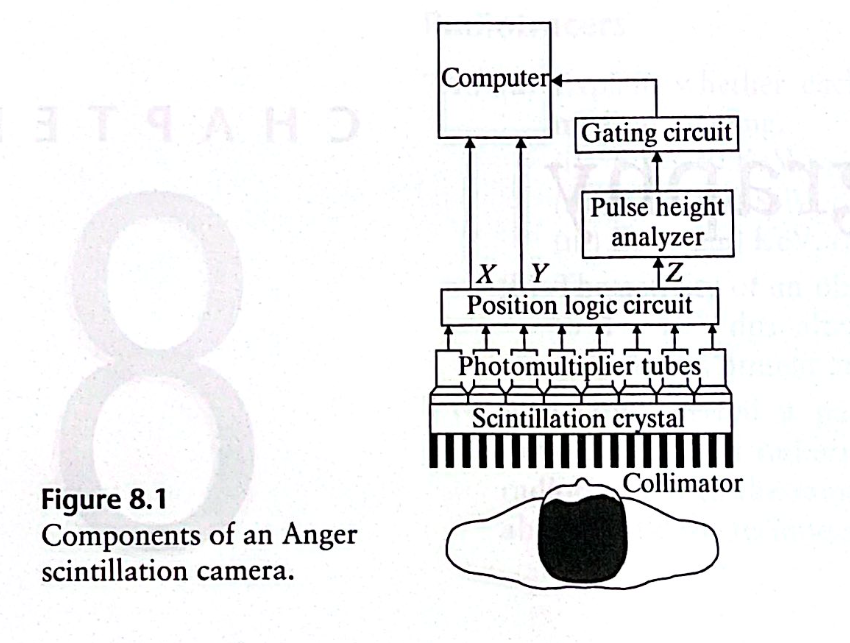 Computer
Gating circuit
Pulse height
analyzer
X Y Z
Position logic circuit
Photomultiplier tubes
Scintillation crystal
Collimator
Figure 8.1
Components of an Anger
scintillation camera.
CHAPTE
8